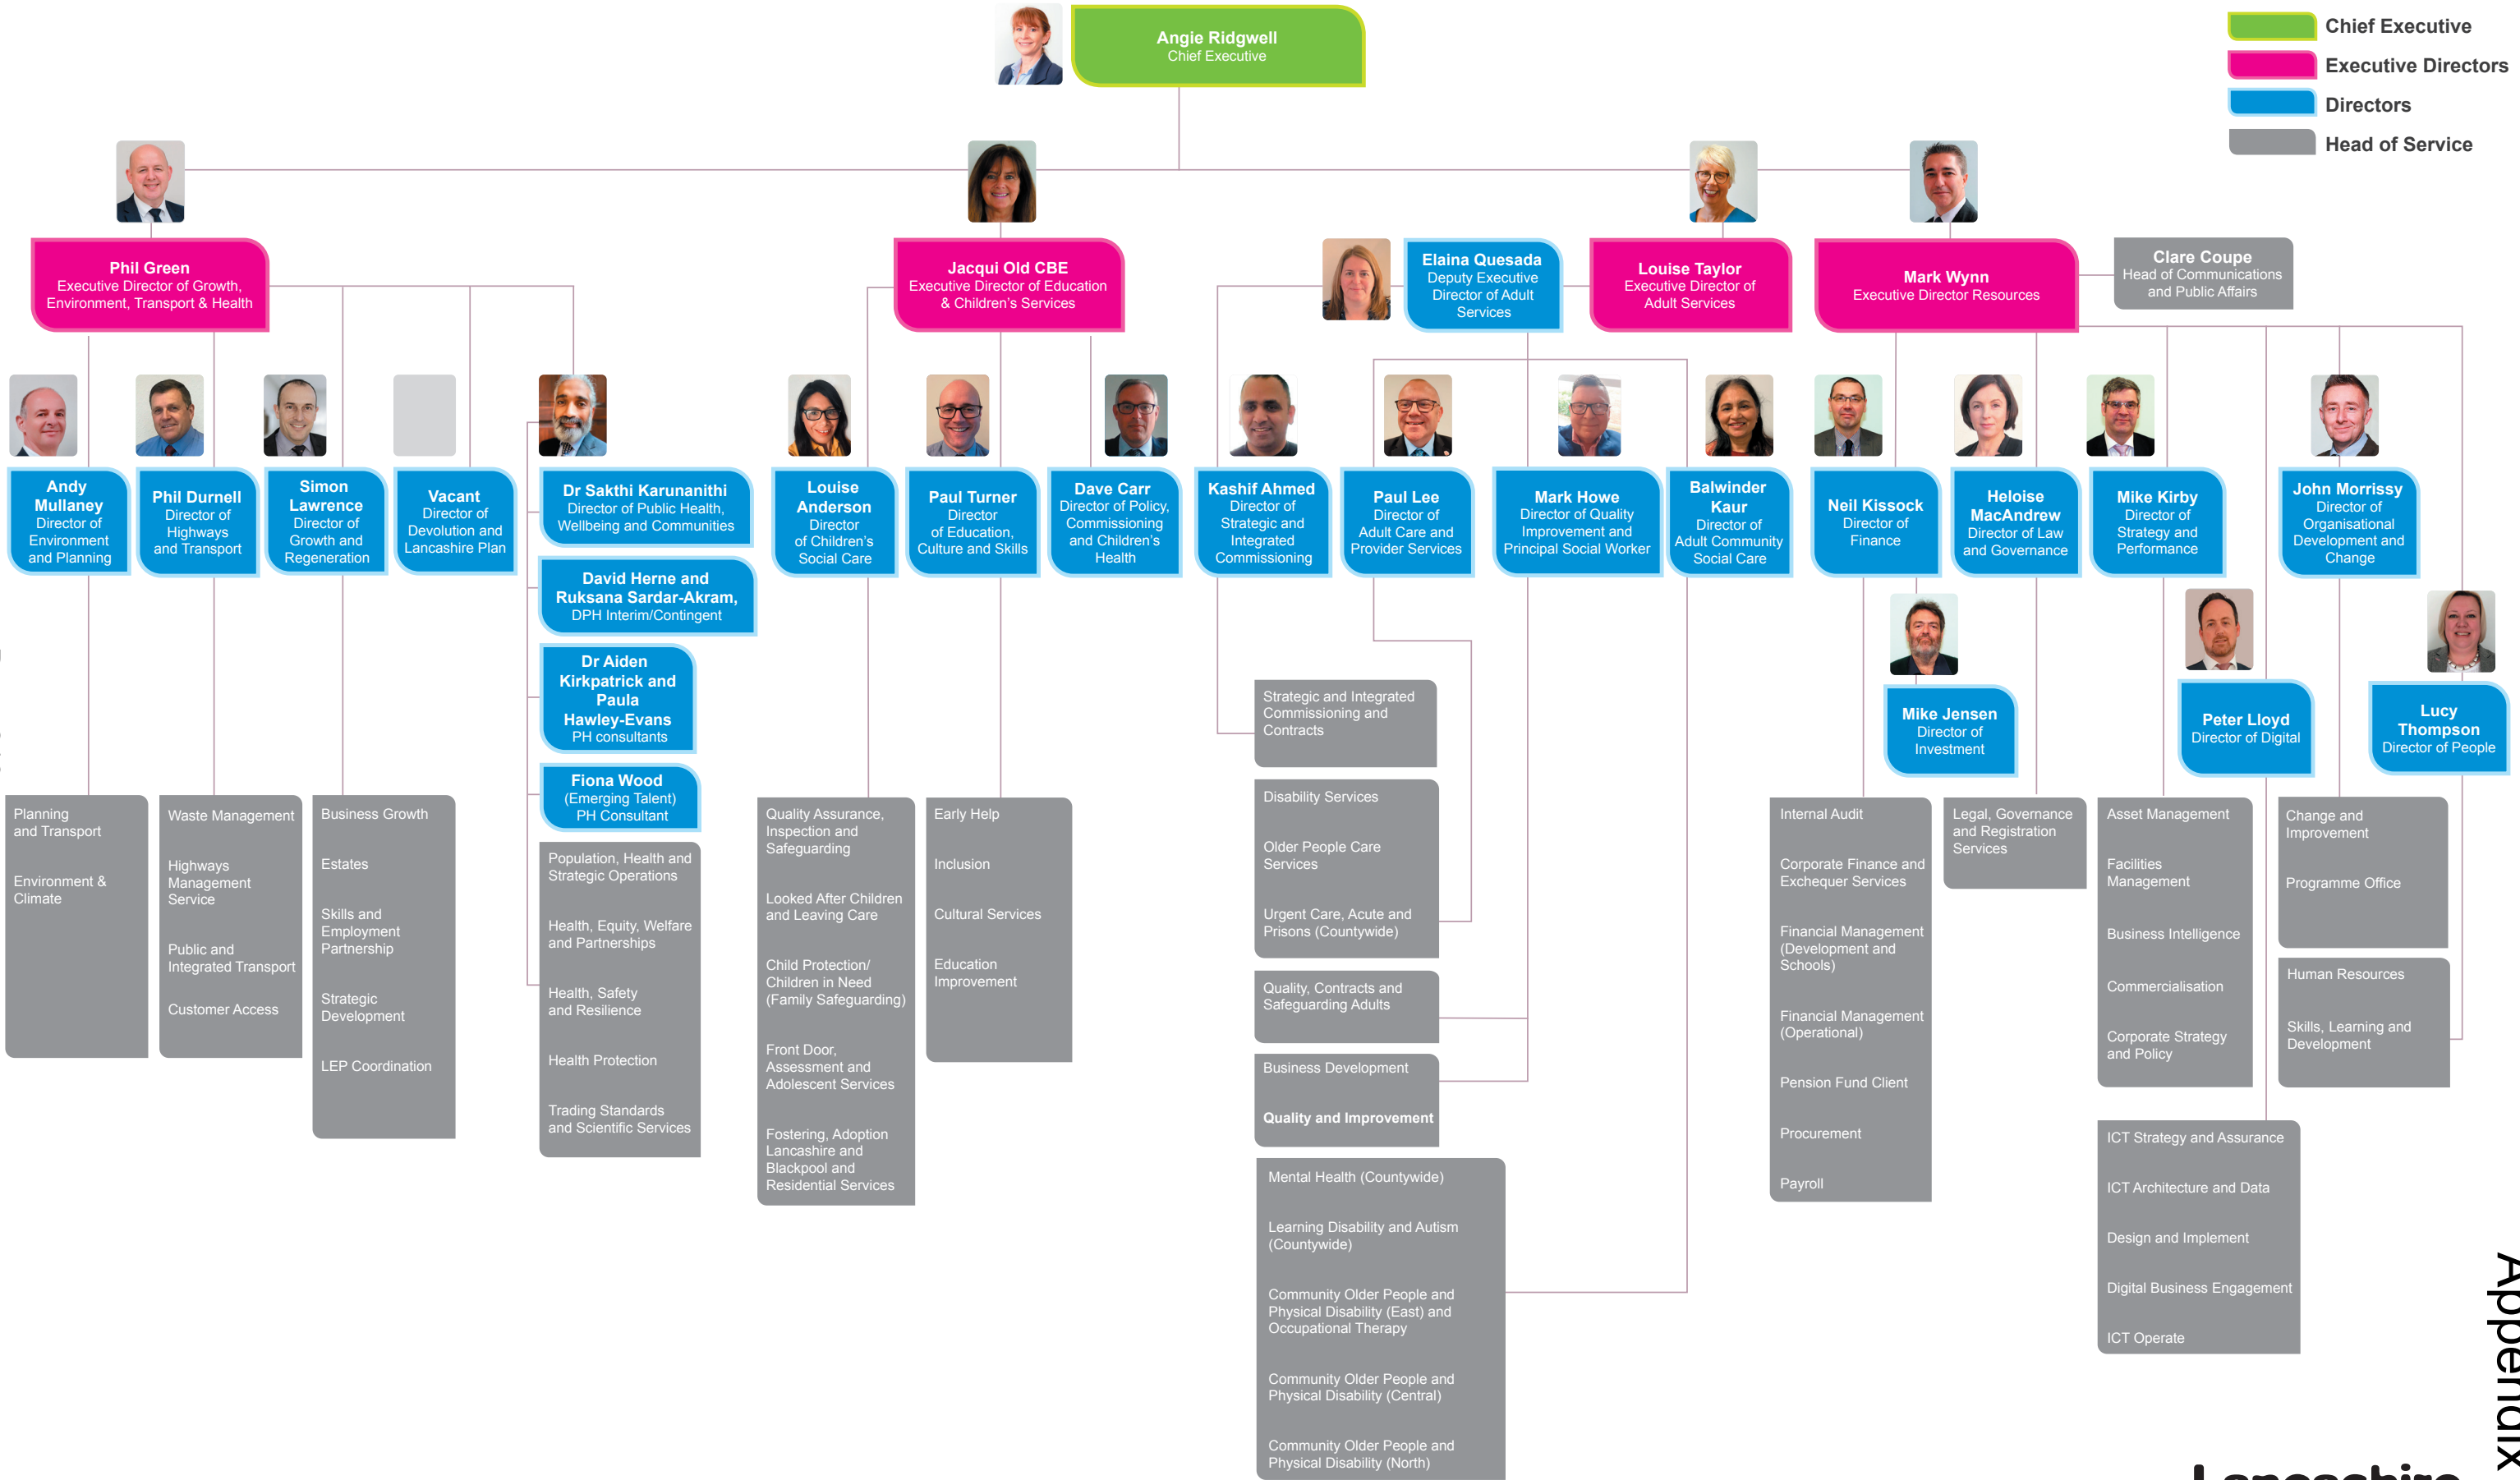 Angie Ridgwell
Chief Executive
Chief Executive
Executive Directors
Directors
Head of Service
Phil Green
Executive Director of Growth,
Environment, Transport & Health
Jacqui Old CBE
Executive Director of Education
& Children's Services
Elaina Quesada
Deputy Executive
Director of Adult
Services
Louise Taylor
Executive Director of
Adult Services
Mark Wynn
Executive Director Resources
Clare Coupe
Head of Communications
and Public Affairs
Andy
Mullaney
Director of
Environment
and Planning
Phil Durnell
Director of
Highways
and Transport
Simon
Lawrence
Director of
Growth and
Regeneration
Vacant
Director of
Devolution and
Lancashire Plan
Dr Sakthi Karunanithi
Director of Public Health,
Wellbeing and Communities
David Herne and
Ruksana Sardar-Akram,
DPH Interim/Contingent
Dr Aiden
Kirkpatrick and
Paula
Hawley-Evans
PH consultants
Fiona Wood
(Emerging Talent)
PH Consultant
Louise
Anderson
Director
of Children's
Social Care
Paul Turner
Director
of Education,
Culture and Skills
Dave Carr
Director of Policy,
Commissioning
and Children's
Health
Kashif Ahmed
Director of
Strategic and
Integrated
Commissioning
Paul Lee
Director of
Adult Care and
Provider Services
Mark Howe
Director of Quality
Improvement and
Principal Social Worker
Balwinder
Kaur
Director of
Adult Community
Social Care
Neil Kissock
Director of
Finance
Heloise
MacAndrew
Director of Law
and Governance
Mike Kirby
Director of
Strategy and
Performance
John Morrissy
Director of
Organisational
Development and
Change
Mike Jensen
Director of
Investment
Peter Lloyd
Director of Digital
Lucy
Thompson
Director of People
Planning
and Transport
Environment &
Climate
Waste Management
Highways
Management
Service
Public and
Integrated Transport
Customer Access
Business Growth
Estates
Skills and
Employment
Partnership
Strategic
Development
LEP Coordination
Population, Health and
Strategic Operations
Health, Equity, Welfare
and Partnerships
Health, Safety
and Resilience
Health Protection
Trading Standards
and Scientific Services
Quality Assurance,
Inspection and
Safeguarding
Looked After Children
and Leaving Care
Child Protection/
Children in Need
(Family Safeguarding)
Front Door,
Assessment and
Adolescent Services
Fostering, Adoption
Lancashire and
Blackpool and
Residential Services
Early Help
Inclusion
Cultural Services
Education
Improvement
Strategic and Integrated
Commissioning and
Contracts
Disability Services
Older People Care
Services
Urgent Care, Acute and
Prisons (Countywide)
Quality, Contracts and
Safeguarding Adults
Business Development
Quality and Improvement
Mental Health (Countywide)
Learning Disability and Autism
(Countywide)
Community Older People and
Physical Disability (East) and
Occupational Therapy
Community Older People and
Physical Disability (Central)
Community Older People and
Physical Disability (North)
Internal Audit
Corporate Finance and
Exchequer Services
Financial Management
(Development and
Schools)
Financial Management
(Operational)
Pension Fund Client
Procurement
Payroll
Legal, Governance
and Registration
Services
Asset Management
Facilities
Management
Business Intelligence
Commercialisation
Corporate Strategy
and Policy
Change and
Improvement
Programme Office
Human Resources
Skills, Learning and
Development
ICT Strategy and Assurance
ICT Architecture and Data
Design and Implement
Digital Business Engagement
ICT Operate
Appendix
Lancashire